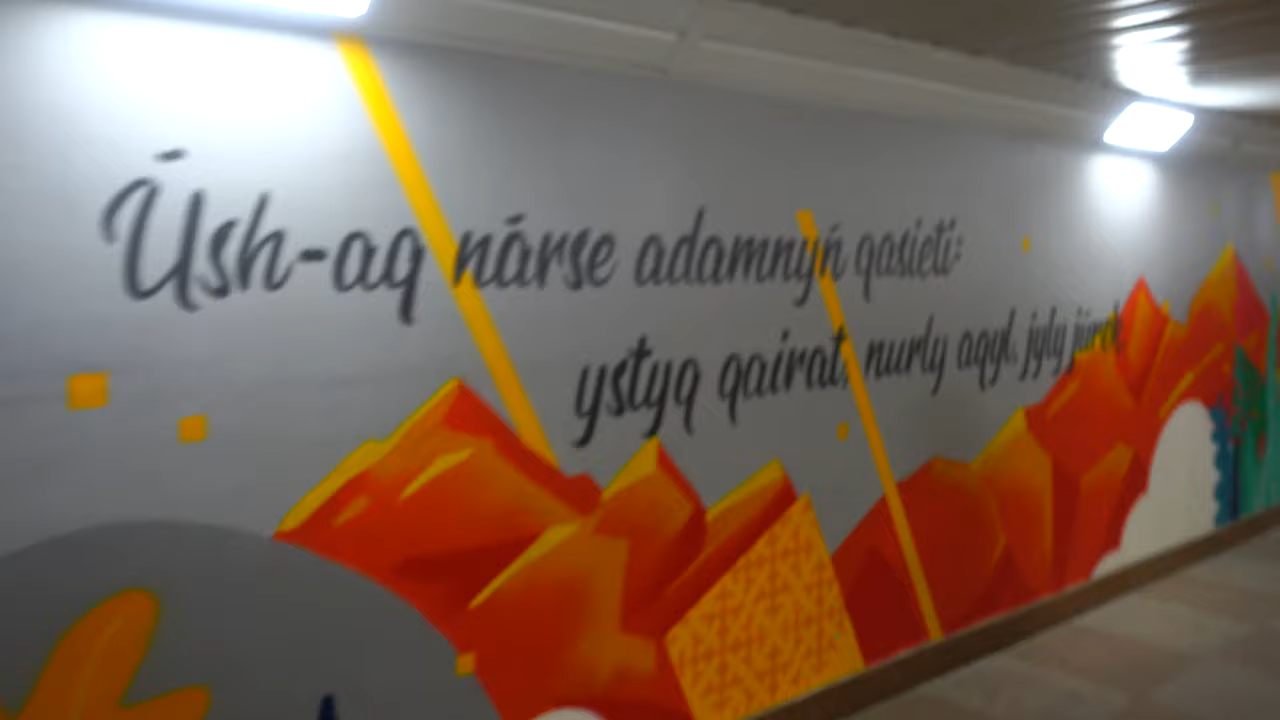 Úsh-aq nárse adamnyń qasieti:
ystyq qairat, nurly aqyl, jyly júrek